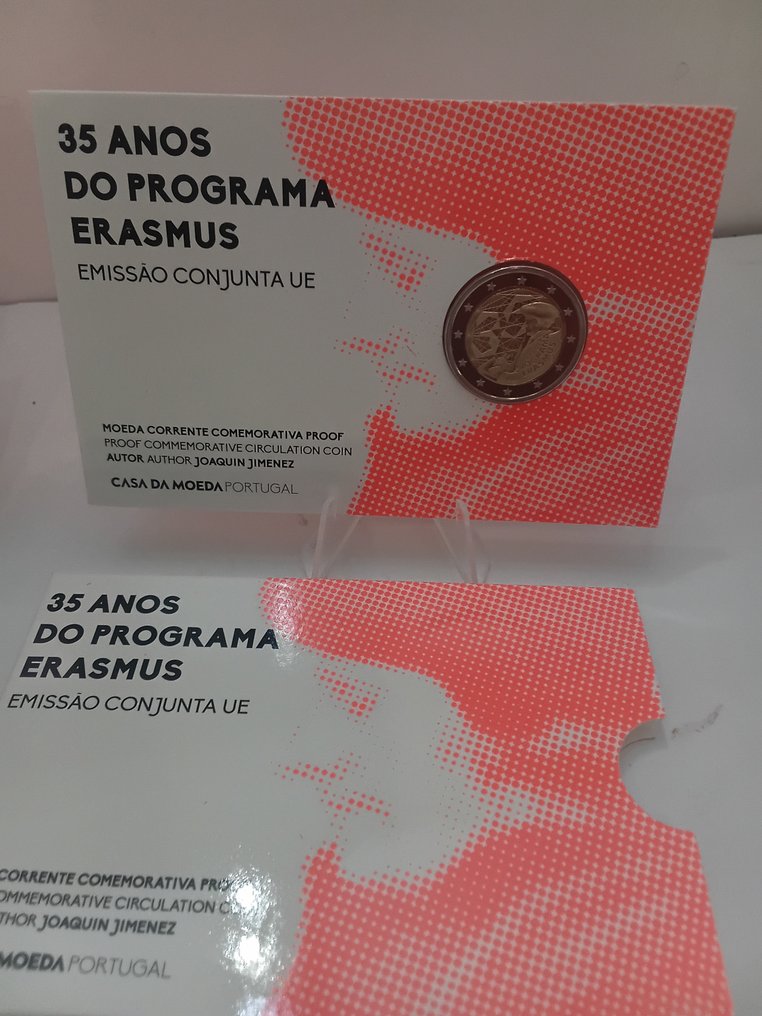 35 ANOS
DO PROGRAMA
ERASMUS
EMISSÃO CONJUNTA UE
MOEDA CORRENTE COMEMORATIVA PROOF
PROOF COMMEMORATIVE CIRCULATION COIN
AUTOR AUTHOR JOAQUIN JIMENEZ
CASA DA MOEDA PORTUGAL
35 ANOS
DO PROGRAMA
ERASMUS
EMISSÃO CONJUNTA UE
CORRENTE COMEMORATIVA
OMMEMORATIVE CIRCULATION
THOR JOAQUIN JIMENEZ
MOEDA PORTUGAL